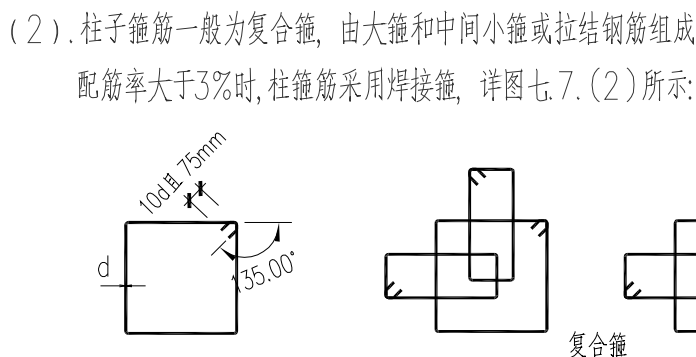 (2).柱子箍筋一般为复合箍,由大箍和中间小箍或拉结钢筋组成
配筋率大于3%时,柱箍筋采用焊接箍,详图七.7.(2)所示:
10d且75mm
135.00°
d
复合箍